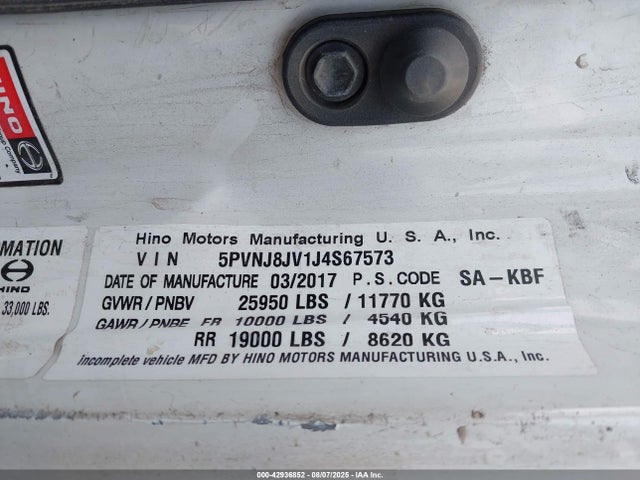 HINO
MATION
HINO
33,000 LBS.
Hino Motors Manufacturing U. S. A., Inc.
VIN 5PVNJ8JV1J4S67573
DATE OF MANUFACTURE 03/2017 P.S.CODE SA-KBF
GVWR/PNBV 25950 LBS / 11770 KG
GAWR/PNBE FR 10000 LBS / 4540 KG
RR 19000 LBS / 8620 KG
incomplete vehicle MFD BY HINO MOTORS MANUFACTURING U.S.A., Inc.
000-42936852 - 08/07/2025 - IAA Inc.